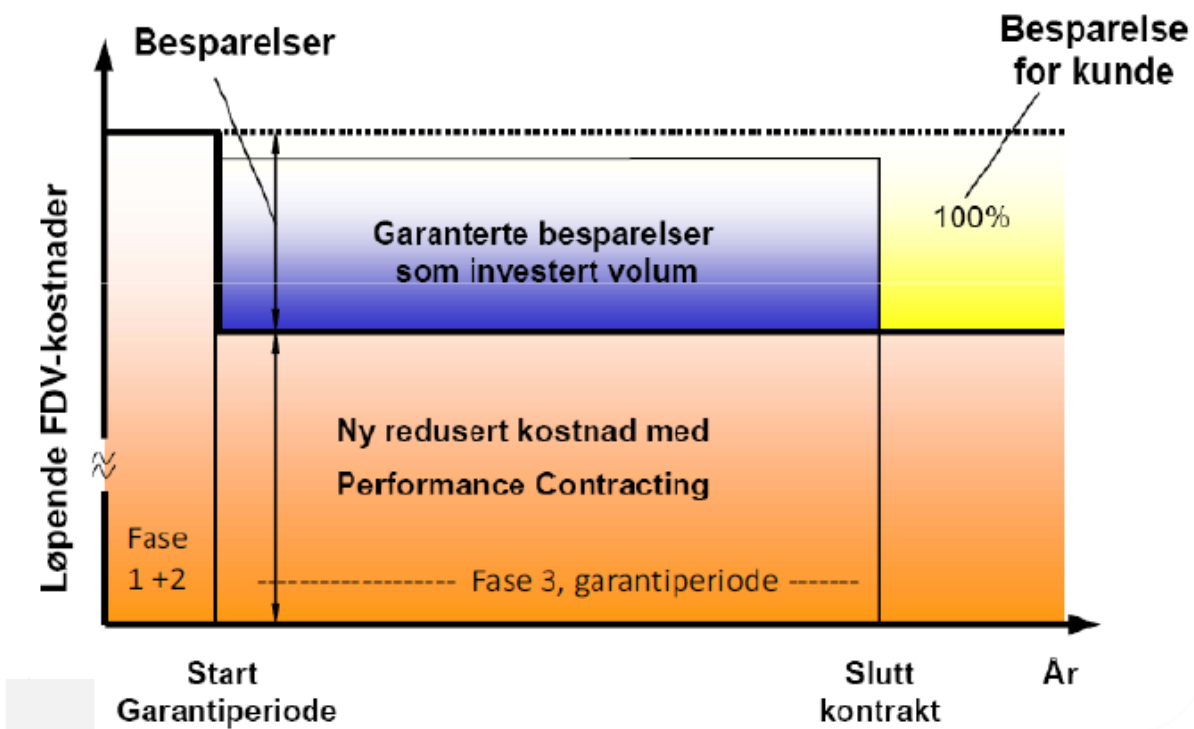 Besparelser
Besparelse
for kunde
Løpende FDV-kostnader
100%
Garanterte besparelser
som investert volum
Ny redusert kostnad med
Performance Contracting
Fase
1 +2
Fase 3, garantiperiode
Start
Garantiperiode
Slutt
kontrakt
År